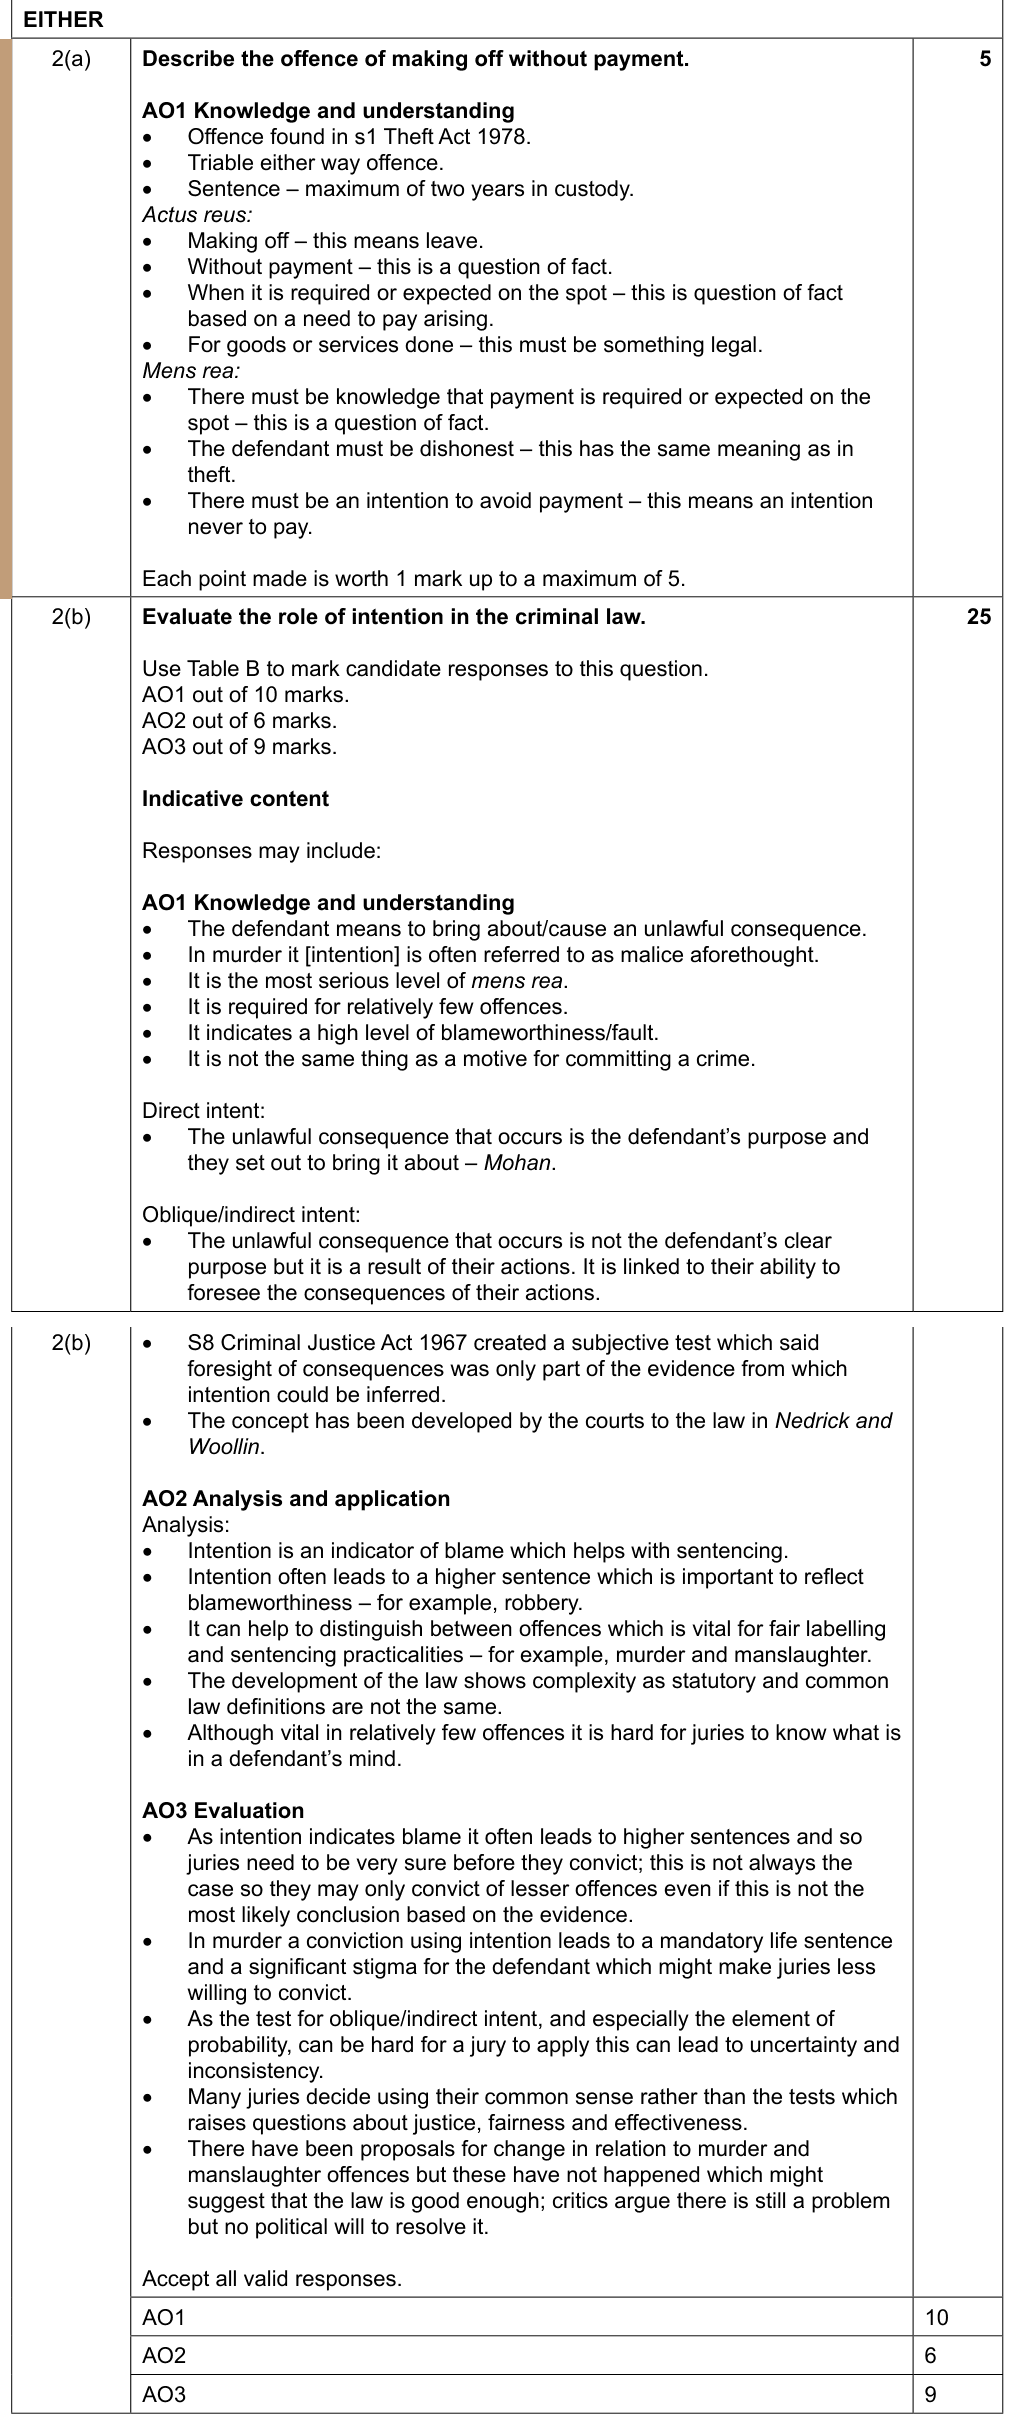 EITHER
2(a) Describe the offence of making off without payment. 5
AO1 Knowledge and understanding
• Offence found in s1 Theft Act 1978.
• Triable either way offence.
• Sentence – maximum of two years in custody.
Actus reus:
• Making off – this means leave.
• Without payment – this is a question of fact.
• When it is required or expected on the spot – this is question of fact
based on a need to pay arising.
• For goods or services done – this must be something legal.
Mens rea:
• There must be knowledge that payment is required or expected on the
spot – this is a question of fact.
• The defendant must be dishonest – this has the same meaning as in
theft.
• There must be an intention to avoid payment – this means an intention
never to pay.
Each point made is worth 1 mark up to a maximum of 5.
2(b) Evaluate the role of intention in the criminal law. 25
Use Table B to mark candidate responses to this question.
AO1 out of 10 marks.
AO2 out of 6 marks.
AO3 out of 9 marks.
Indicative content
Responses may include:
AO1 Knowledge and understanding
• The defendant means to bring about/cause an unlawful consequence.
• In murder it [intention] is often referred to as malice aforethought.
• It is the most serious level of mens rea.
• It is required for relatively few offences.
• It indicates a high level of blameworthiness/fault.
• It is not the same thing as a motive for committing a crime.
Direct intent:
• The unlawful consequence that occurs is the defendant’s purpose and
they set out to bring it about – Mohan.
Oblique/indirect intent:
• The unlawful consequence that occurs is not the defendant’s clear
purpose but it is a result of their actions. It is linked to their ability to
foresee the consequences of their actions.
2(b) • S8 Criminal Justice Act 1967 created a subjective test which said
foresight of consequences was only part of the evidence from which
intention could be inferred.
• The concept has been developed by the courts to the law in Nedrick and
Woollin.
AO2 Analysis and application
Analysis:
• Intention is an indicator of blame which helps with sentencing.
• Intention often leads to a higher sentence which is important to reflect
blameworthiness – for example, robbery.
• It can help to distinguish between offences which is vital for fair labelling
and sentencing practicalities – for example, murder and manslaughter.
• The development of the law shows complexity as statutory and common
law definitions are not the same.
• Although vital in relatively few offences it is hard for juries to know what is
in a defendant’s mind.
AO3 Evaluation
• As intention indicates blame it often leads to higher sentences and so
juries need to be very sure before they convict; this is not always the
case so they may only convict of lesser offences even if this is not the
most likely conclusion based on the evidence.
• In murder a conviction using intention leads to a mandatory life sentence
and a significant stigma for the defendant which might make juries less
willing to convict.
• As the test for oblique/indirect intent, and especially the element of
probability, can be hard for a jury to apply this can lead to uncertainty and
inconsistency.
• Many juries decide using their common sense rather than the tests which
raises questions about justice, fairness and effectiveness.
• There have been proposals for change in relation to murder and
manslaughter offences but these have not happened which might
suggest that the law is good enough; critics argue there is still a problem
but no political will to resolve it.
Accept all valid responses.
AO1 10
AO2 6
AO3 9